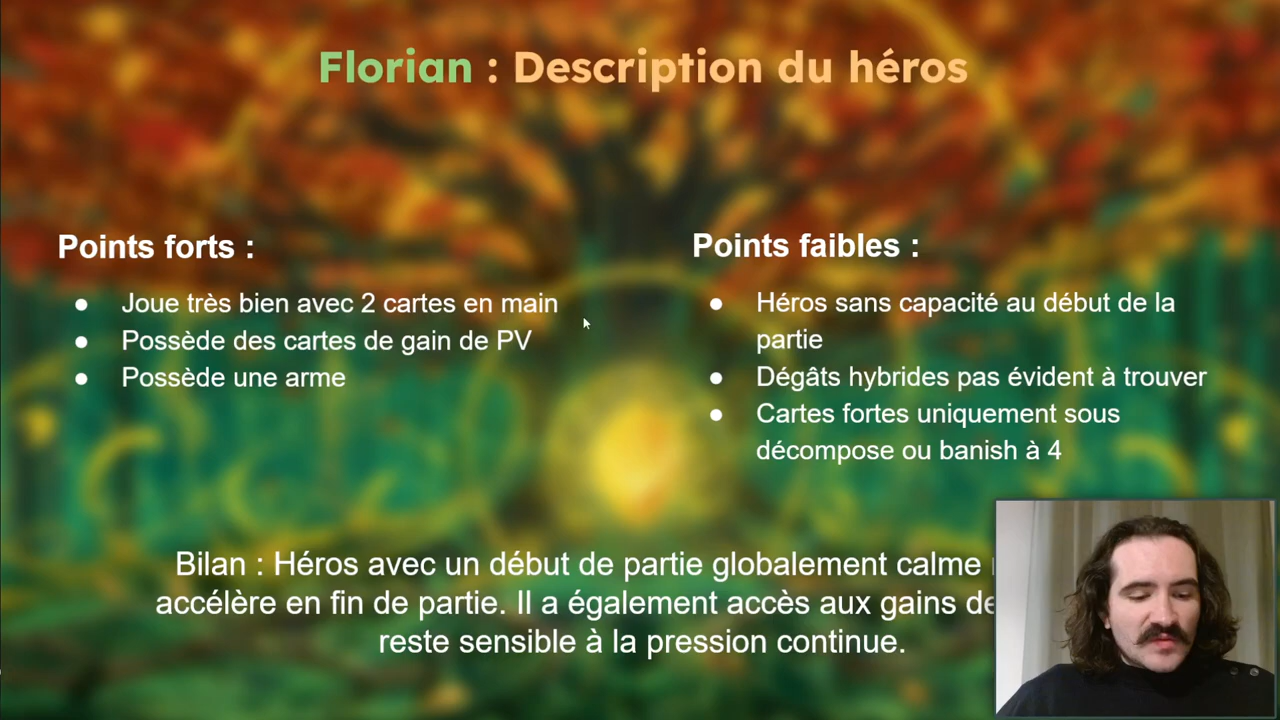 Florian : Description du héros
Points forts :
● Joue très bien avec 2 cartes en main
● Possède des cartes de gain de PV
● Possède une arme
Points faibles :
● Héros sans capacité au début de la
partie
● Dégâts hybrides pas évident à trouver
● Cartes fortes uniquement sous
décompose ou banish à 4
Bilan : Héros avec un début de partie globalement calme
accélère en fin de partie. Il a également accès aux gains de
reste sensible à la pression continue.